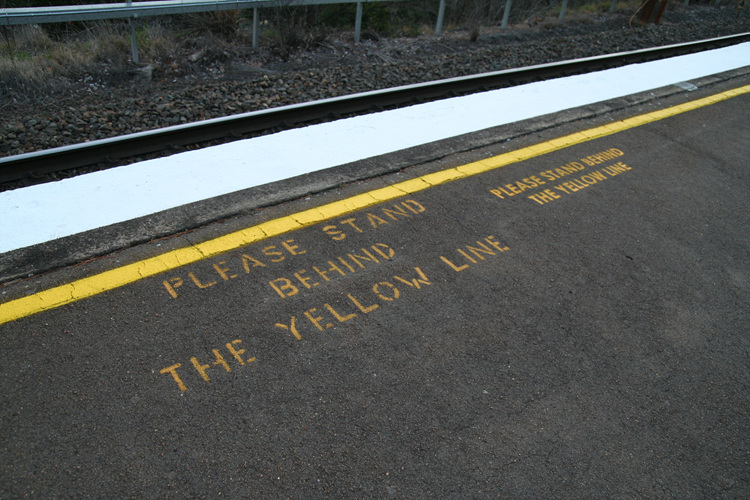 PLEASE STAND
BEHIND
THE YELLOW LINE
PLEASE STAND BEHIND
THE YELLOW LINE